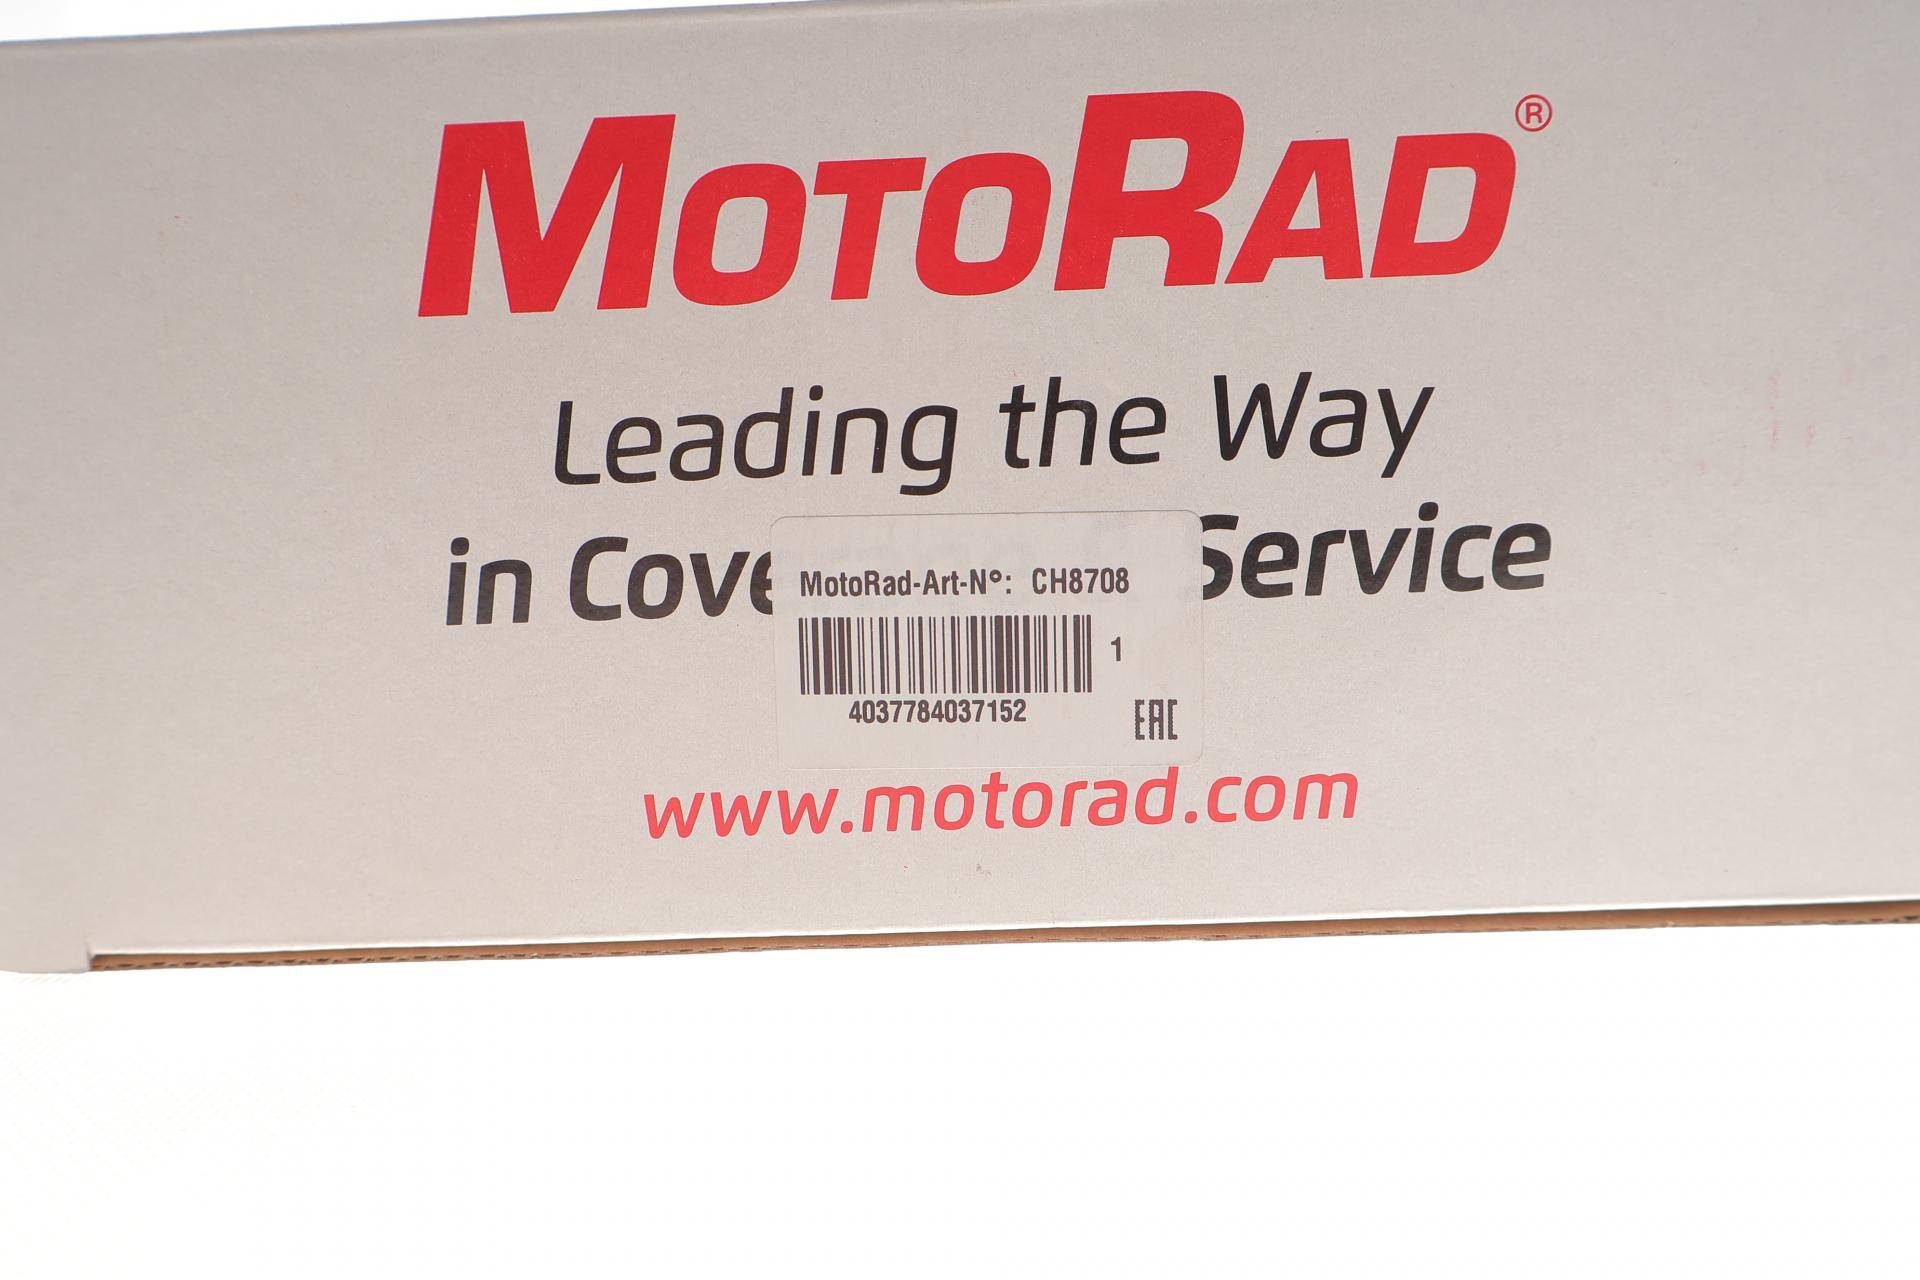 MOTORAD®
Leading the Way
in Cove Service
MotoRad-Art-N°: CH8708
1
4037784037152
EAC
www.motorad.com